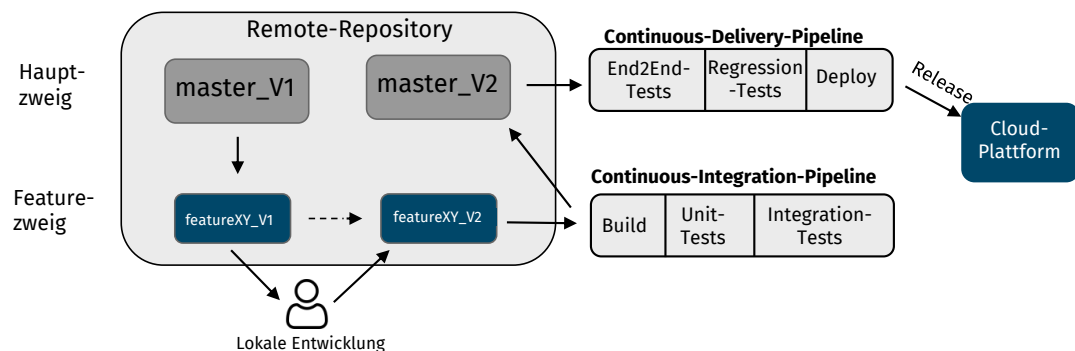 Remote-Repository
Continuous-Delivery-Pipeline
Haupt-
zweig
master_V1
master_V2
End2End-
Tests
Regression
-Tests
Deploy
Release
Cloud-
Plattform
Continuous-Integration-Pipeline
Feature-
zweig
featureXY_V1
featureXY_V2
Build
Unit-
Tests
Integration-
Tests
Lokale Entwicklung